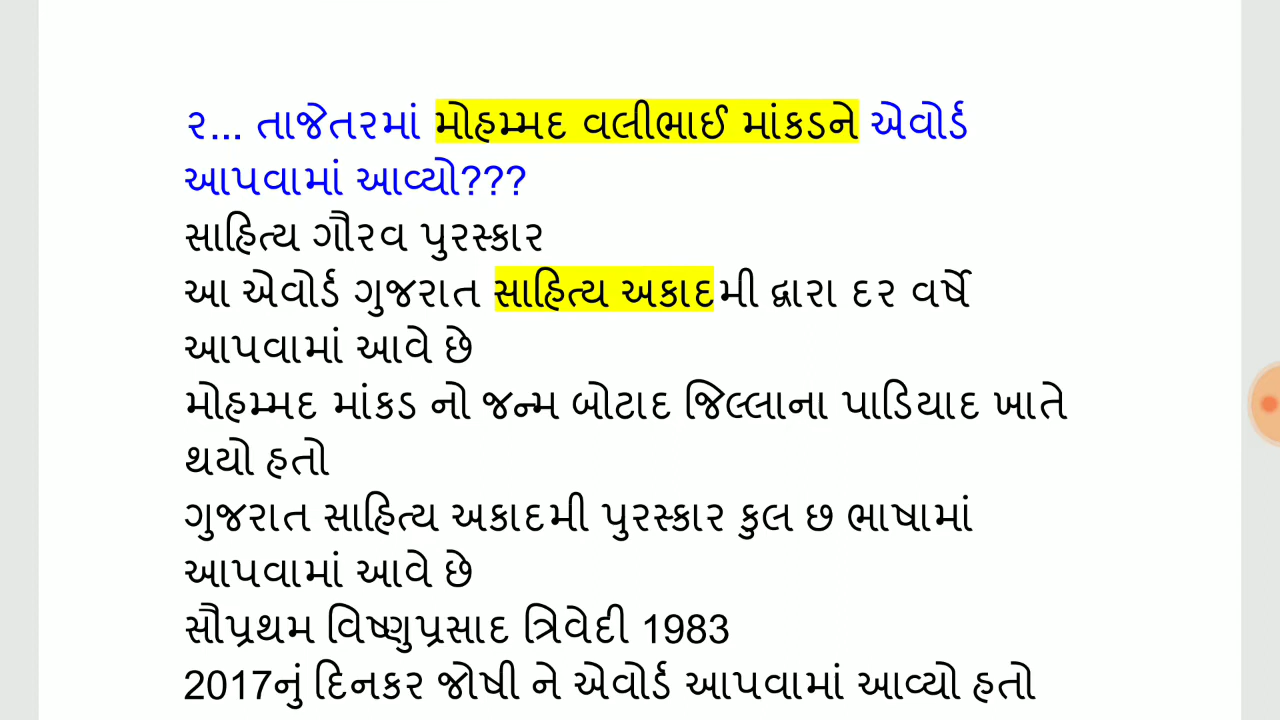 ૨... તાજેતરમાં મોહમ્મદ વલીભાઈ માંકડને એવોર્ડ
આપવામાં આવ્યો???
સાહિત્ય ગૌરવ પુરસ્કાર
આ એવોર્ડ ગુજરાત સાહિત્ય અકાદમી દ્વારા દર વર્ષે
આપવામાં આવે છે
મોહમ્મદ માંકડ નો જન્મ બોટાદ જિલ્લાના પાડિયાદ ખાતે
થયો હતો
ગુજરાત સાહિત્ય અકાદમી પુરસ્કાર કુલ છ ભાષામાં
આપવામાં આવે છે
સૌપ્રથમ વિષ્ણુપ્રસાદ ત્રિવેદી 1983
2017નું દિનકર જોષી ને એવોર્ડ આપવામાં આવ્યો હતો